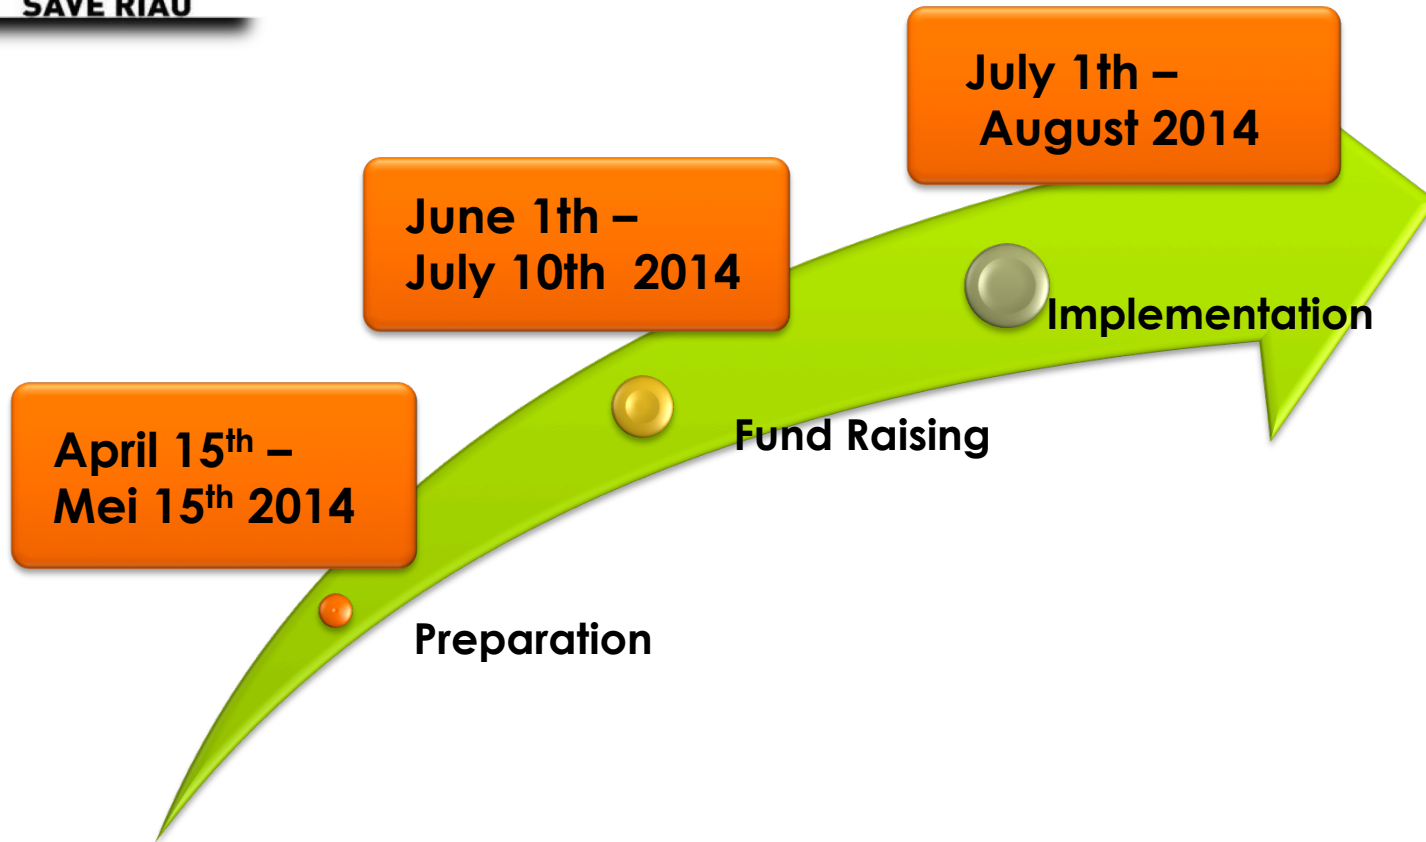 SAVE RIAU
July 1th –
August 2014
June 1th –
July 10th 2014
Implementation
Fund Raising
April 15th –
Mei 15th 2014
Preparation